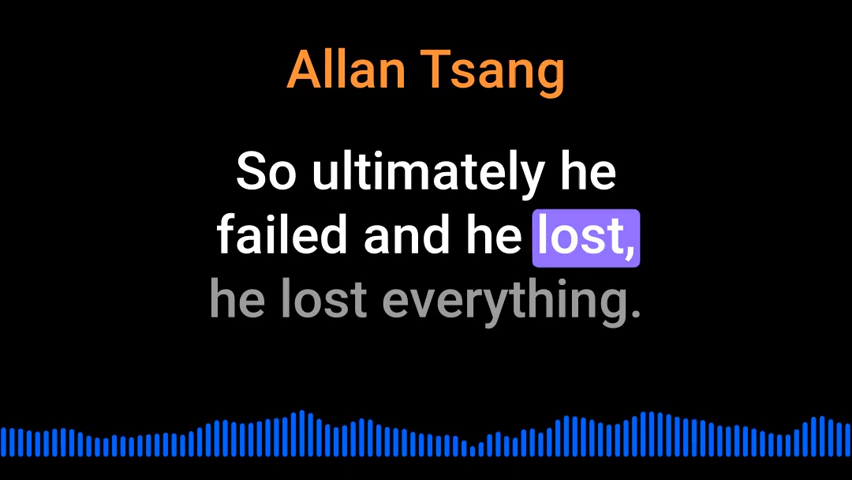 Allan Tsang
So ultimately he
failed and he lost,
he lost everything.